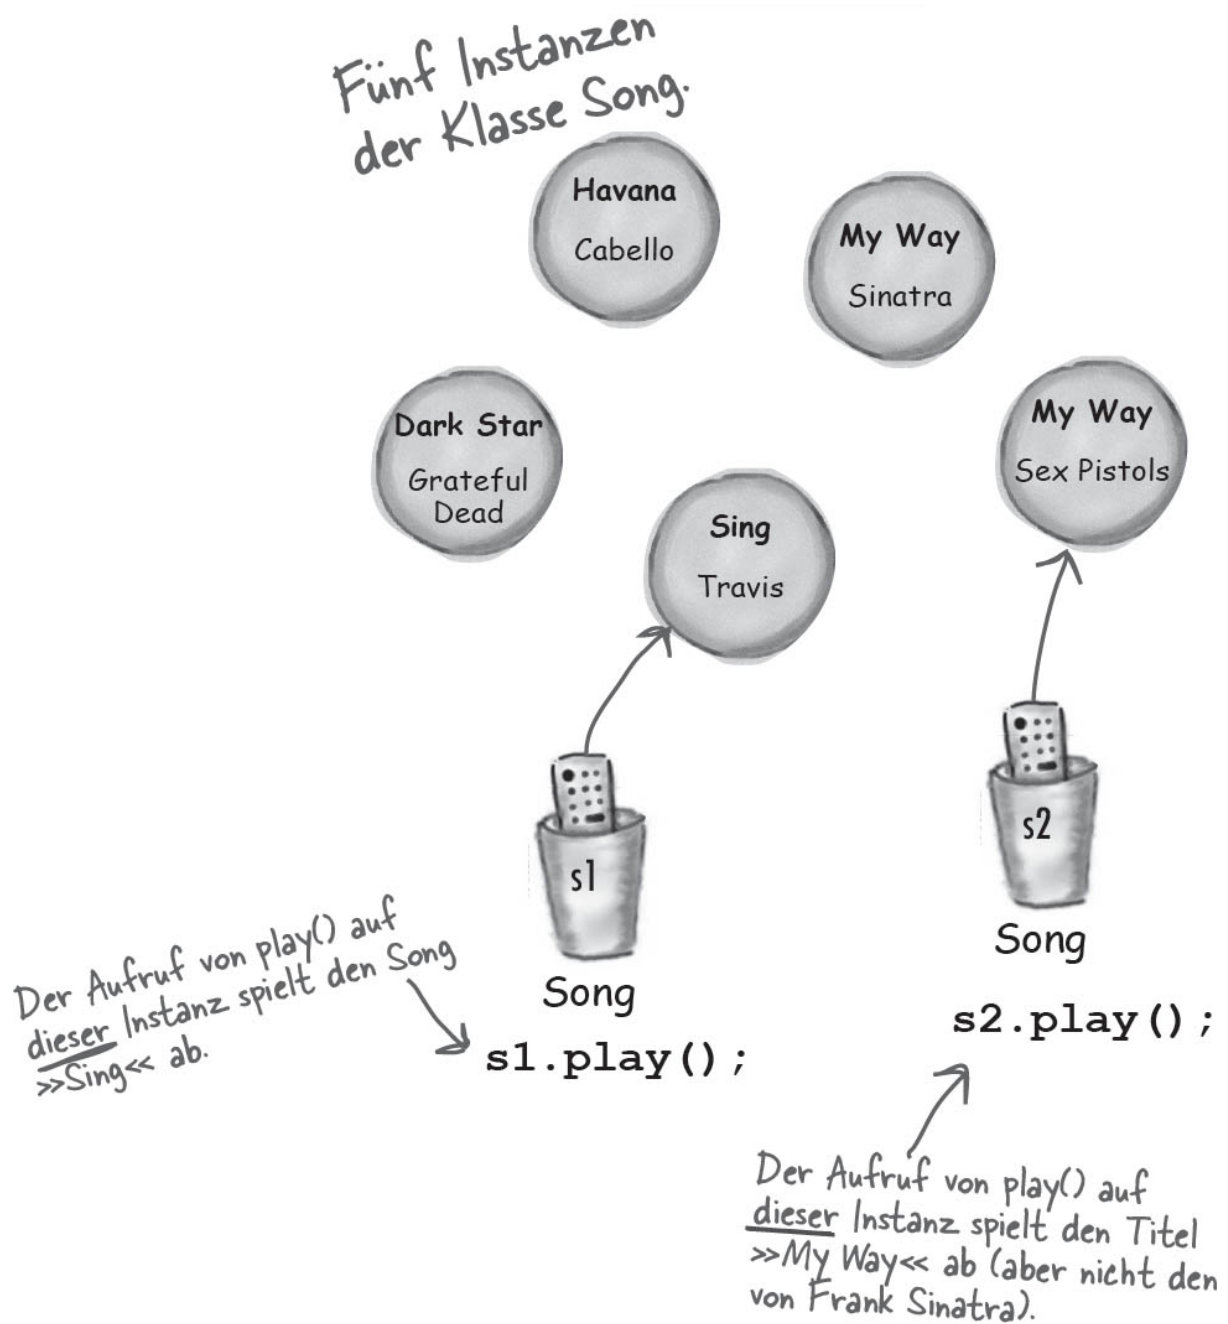 Fünf Instanzen
der Klasse Song.
Havana
Cabello
My Way
Sinatra
Dark Star
Grateful
Dead
My Way
Sex Pistols
Sing
Travis
s1
Song
s2
Song
Der Aufruf von play() auf
dieser Instanz spielt den Song
»Sing« ab.
s1.play();
s2.play();
Der Aufruf von play() auf
dieser Instanz spielt den Titel
»My Way« ab (aber nicht den
von Frank Sinatra).